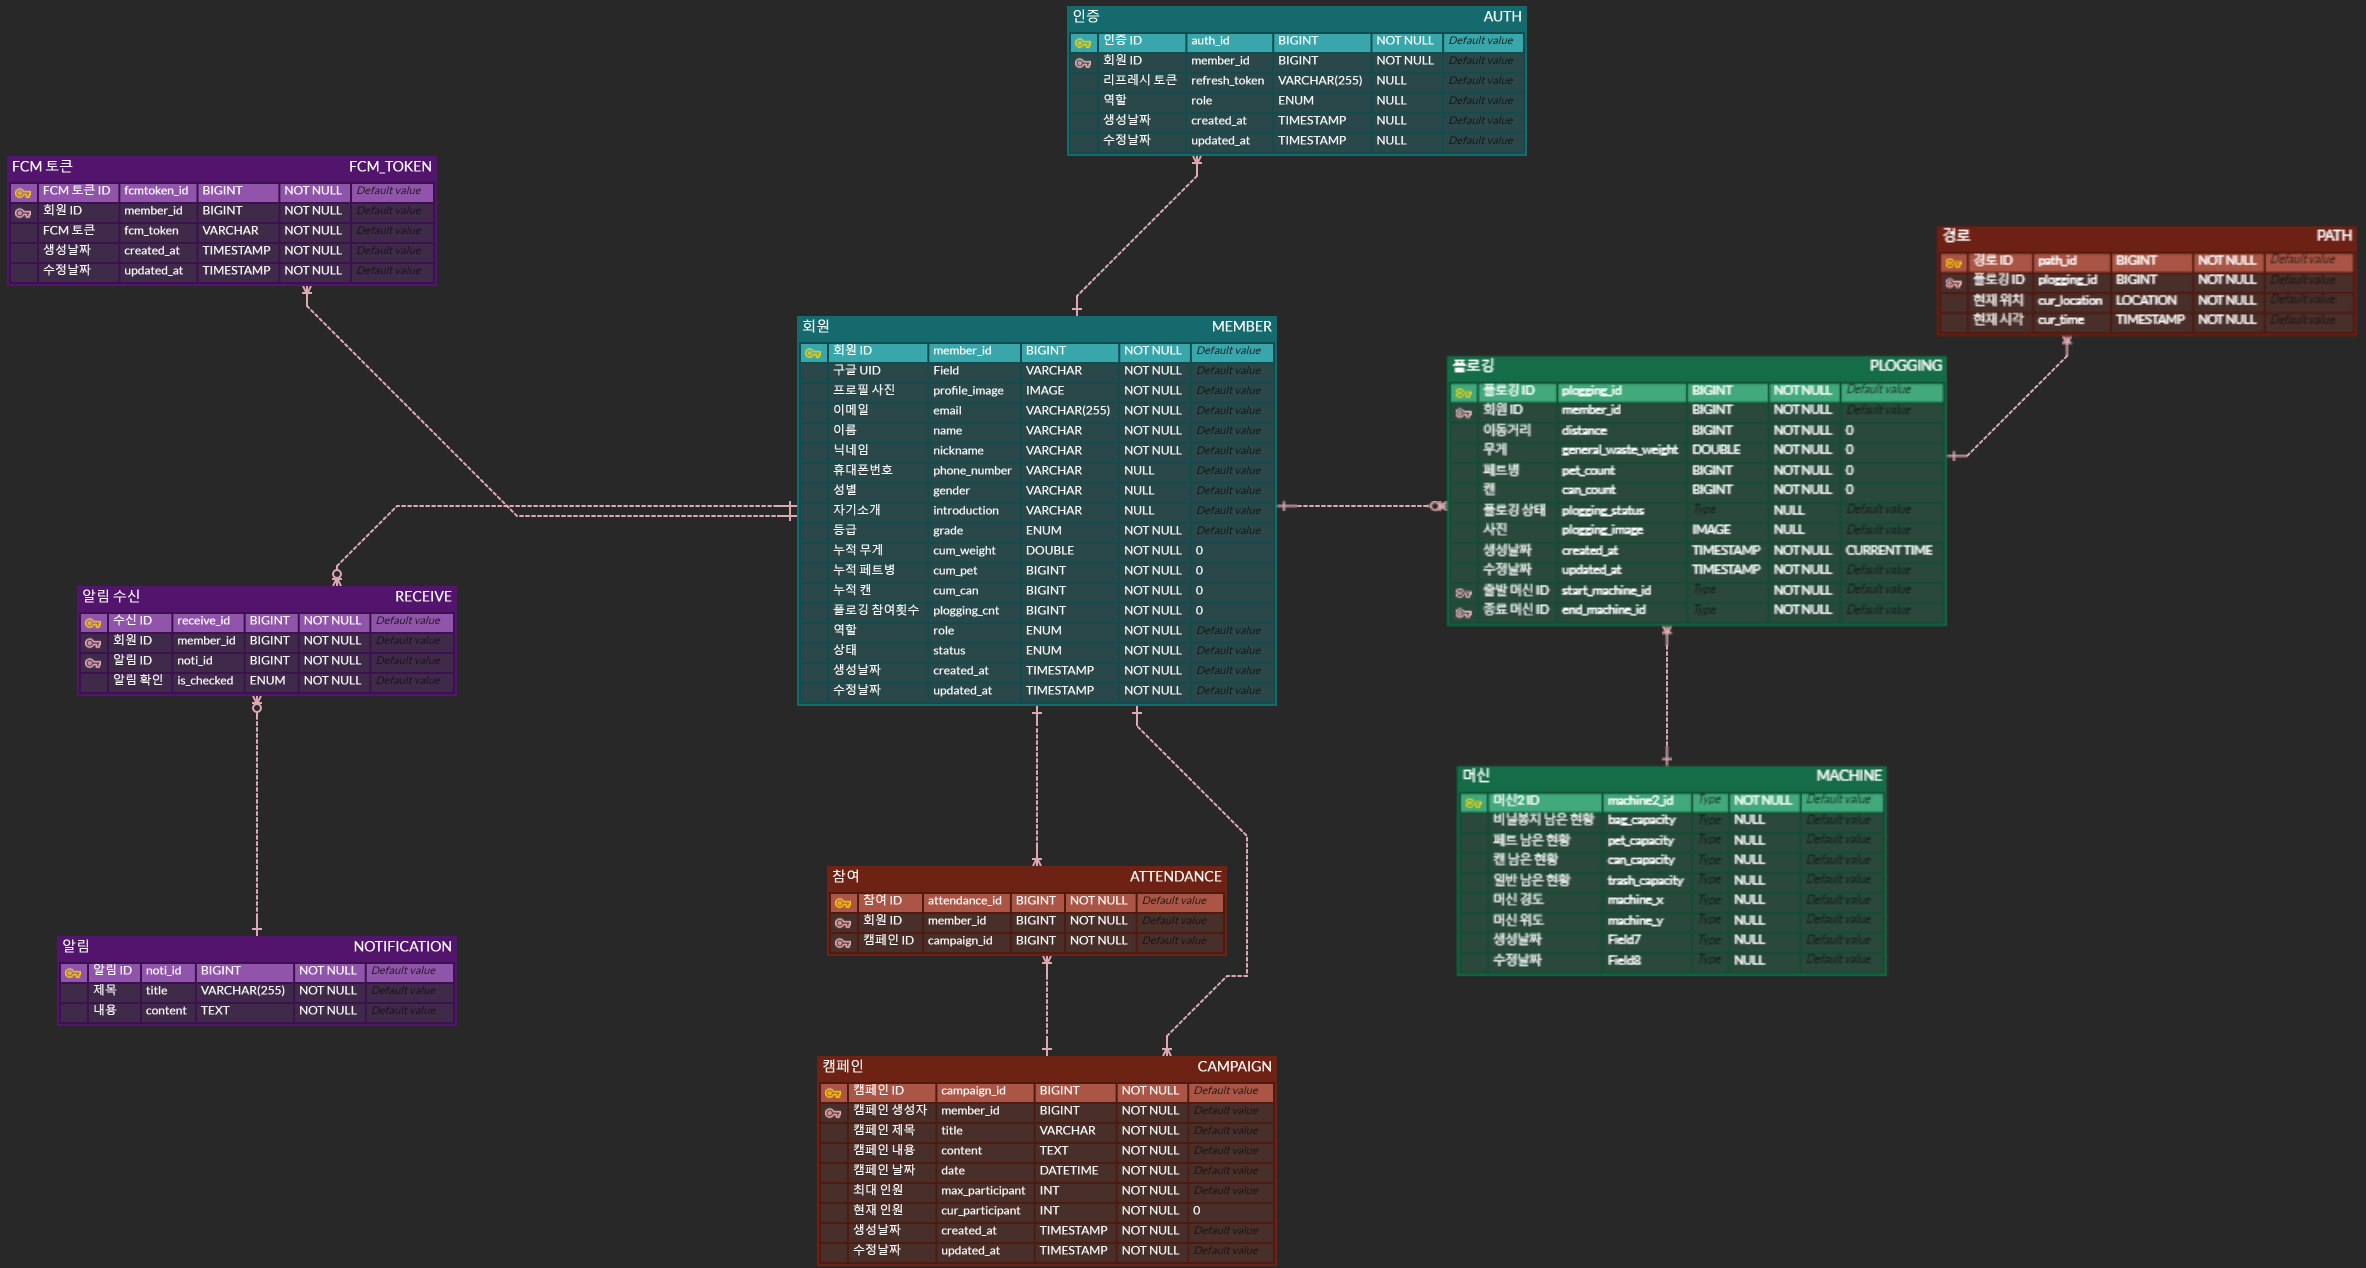 인증 AUTH
인증 ID auth_id BIGINT NOT NULL Default value
회원 ID member_id BIGINT NOT NULL Default value
리프레시 토큰 refresh_token VARCHAR(255) NULL Default value
역할 role ENUM NULL Default value
생성날짜 created_at TIMESTAMP NULL Default value
수정날짜 updated_at TIMESTAMP NULL Default value
FCM 토큰 FCM_TOKEN
FCM 토큰 ID fcmtoken_id BIGINT NOT NULL Default value
회원 ID member_id BIGINT NOT NULL Default value
FCM 토큰 fcm_token VARCHAR NOT NULL Default value
생성날짜 created_at TIMESTAMP NOT NULL Default value
수정날짜 updated_at TIMESTAMP NOT NULL Default value
경로 PATH
경로 ID path_id BIGINT NOT NULL Default value
플로깅 ID plogging_id BIGINT NOT NULL Default value
현재 위치 cur_location LOCATION NOT NULL Default value
현재 시각 cur_time TIMESTAMP NOT NULL Default value
회원 MEMBER
회원 ID member_id BIGINT NOT NULL Default value
구글 UID Field VARCHAR NOT NULL Default value
프로필 사진 profile_image IMAGE NOT NULL Default value
이메일 email VARCHAR(255) NOT NULL Default value
이름 name VARCHAR NOT NULL Default value
닉네임 nickname VARCHAR NOT NULL Default value
휴대폰번호 phone_number VARCHAR NULL Default value
성별 gender VARCHAR NULL Default value
자기소개 introduction VARCHAR NULL Default value
등급 grade ENUM NOT NULL Default value
누적 무게 cum_weight DOUBLE NOT NULL 0
누적 페트병 cum_pet BIGINT NOT NULL 0
누적 캔 cum_can BIGINT NOT NULL 0
플로깅 참여횟수 plogging_cnt BIGINT NOT NULL 0
역할 role ENUM NOT NULL Default value
상태 status ENUM NOT NULL Default value
생성날짜 created_at TIMESTAMP NOT NULL Default value
수정날짜 updated_at TIMESTAMP NOT NULL Default value
플로깅 PLOGGING
플로깅 ID plogging_id BIGINT NOT NULL Default value
회원 ID member_id BIGINT NOT NULL Default value
이동거리 distance BIGINT NOT NULL 0
무게 general_waste_weight DOUBLE NOT NULL 0
페트병 pet_count BIGINT NOT NULL 0
캔 can_count BIGINT NOT NULL 0
플로깅 상태 plogging_status Type NULL Default value
사진 plogging_image IMAGE NULL Default value
생성날짜 created_at TIMESTAMP NOT NULL CURRENT TIME
수정날짜 updated_at TIMESTAMP NOT NULL Default value
출발 머신 ID start_machine_id Type NOT NULL Default value
종료 머신 ID end_machine_id Type NOT NULL Default value
알림 수신 RECEIVE
수신 ID receive_id BIGINT NOT NULL Default value
회원 ID member_id BIGINT NOT NULL Default value
알림 ID noti_id BIGINT NOT NULL Default value
알림 확인 is_checked ENUM NOT NULL Default value
머신 MACHINE
머신2 ID machine2_id Type NOT NULL Default value
비닐봉지 남은 현황 bag_capacity Type NULL Default value
페트 남은 현황 pet_capacity Type NULL Default value
캔 남은 현황 can_capacity Type NULL Default value
일반 남은 현황 trash_capacity Type NULL Default value
머신 경도 machine_x Type NULL Default value
머신 위도 machine_y Type NULL Default value
생성날짜 Field7 Type NULL Default value
수정날짜 Field8 Type NULL Default value
참여 ATTENDANCE
참여 ID attendance_id BIGINT NOT NULL Default value
회원 ID member_id BIGINT NOT NULL Default value
캠페인 ID campaign_id BIGINT NOT NULL Default value
알림 NOTIFICATION
알림 ID noti_id BIGINT NOT NULL Default value
제목 title VARCHAR(255) NOT NULL Default value
내용 content TEXT NOT NULL Default value
캠페인 CAMPAIGN
캠페인 ID campaign_id BIGINT NOT NULL Default value
캠페인 생성자 member_id BIGINT NOT NULL Default value
캠페인 제목 title VARCHAR NOT NULL Default value
캠페인 내용 content TEXT NOT NULL Default value
캠페인 날짜 date DATETIME NOT NULL Default value
최대 인원 max_participant INT NOT NULL Default value
현재 인원 cur_participant INT NOT NULL 0
생성날짜 created_at TIMESTAMP NOT NULL Default value
수정날짜 updated_at TIMESTAMP NOT NULL Default value